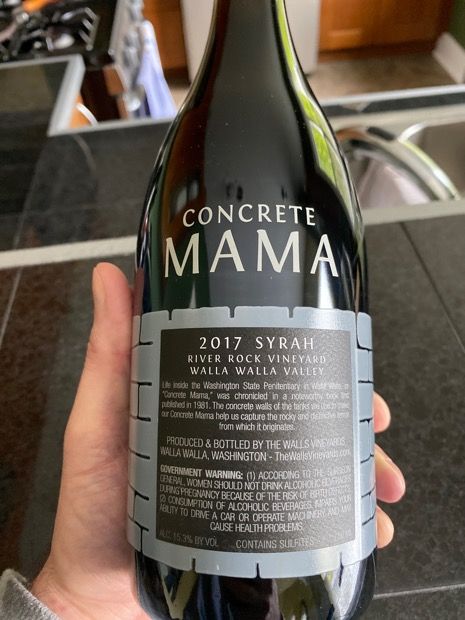 CONCRETE
MAMA
2017 SYRAH
RIVER ROCK VINEYARD
WALLA WALLA VALLEY
Life inside the Washington State Penitentiary in Walla Walla, or
"Concrete Mama," was chronicled in a noteworthy book first
published in 1981. The concrete walls of the tanks we use to make
our Concrete Mama help us capture the rocky and distinctive terroir
from which it originates.
PRODUCED & BOTTLED BY THE WALLS VINEYARDS
WALLA WALLA, WASHINGTON - TheWallsVineyards.com
GOVERNMENT WARNING: (1) ACCORDING TO THE SURGEON
GENERAL, WOMEN SHOULD NOT DRINK ALCOHOLIC BEVERAGES
DURING PREGNANCY BECAUSE OF THE RISK OF BIRTH DEFECTS.
(2) CONSUMPTION OF ALCOHOLIC BEVERAGES IMPAIRS YOUR
ABILITY TO DRIVE A CAR OR OPERATE MACHINERY, AND MAY
CAUSE HEALTH PROBLEMS.
ALC. 15.3% BY VOL CONTAINS SULFITES